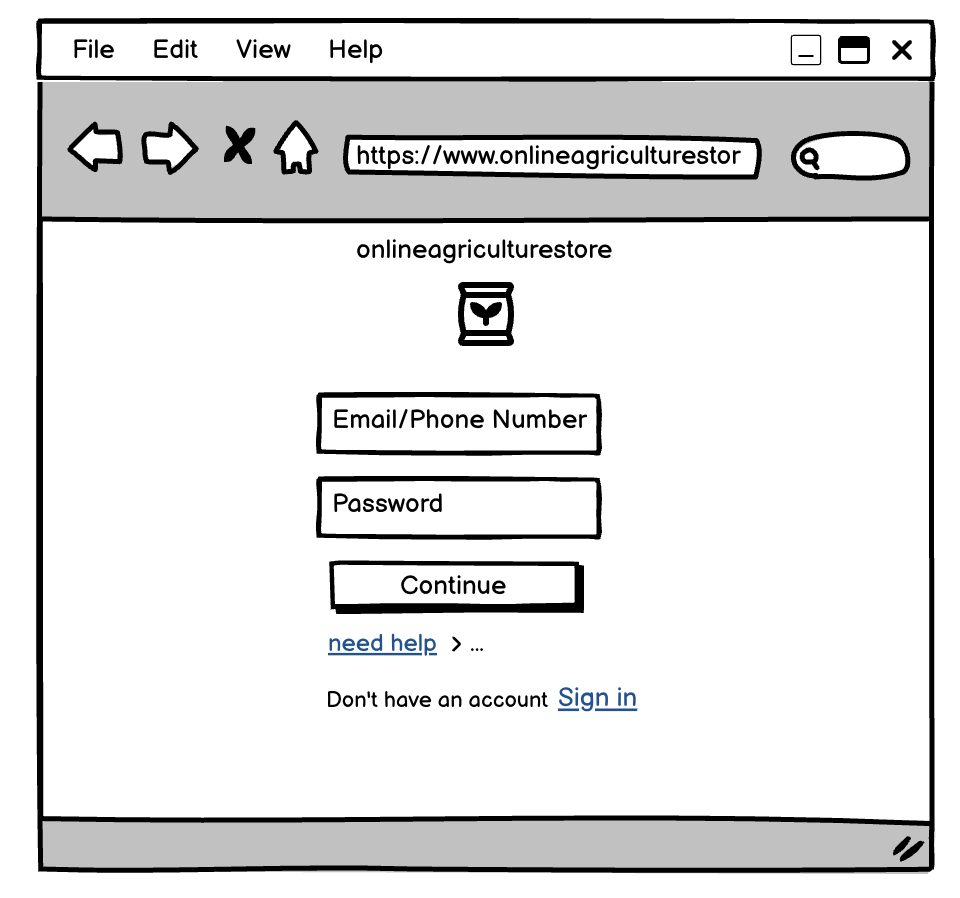 File Edit View Help
https://www.onlineagriculturestor
onlineagriculturestore
Email/Phone Number
Password
Continue
need help > ...
Don't have an account Sign in